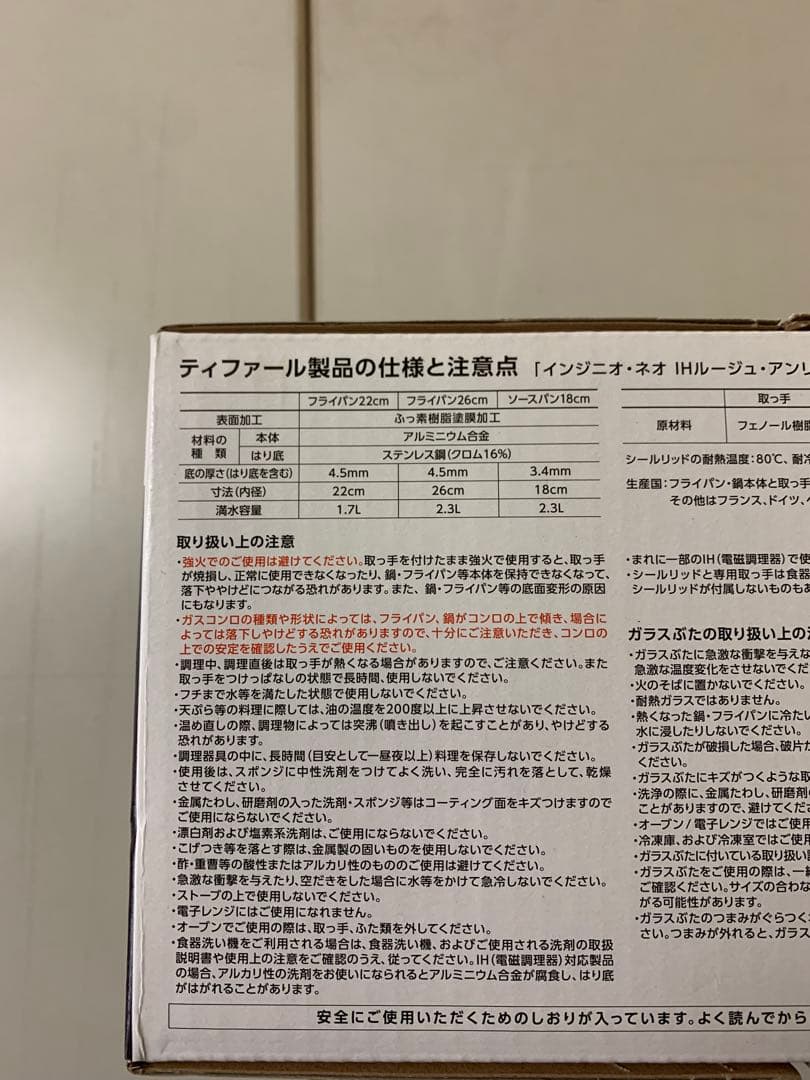 ティファール製品の仕様と注意点 「インジニオ・ネオ IHルージュ・アンリ
フライパン22cm フライパン26cm ソースパン18cm
表面加工 ふっ素樹脂塗膜加工
材料の種類 本体 アルミニウム合金
はり底 ステンレス鋼(クロム16%)
底の厚さ(はり底を含む) 4.5mm 4.5mm 3.4mm
寸法(内径) 22cm 26cm 18cm
満水容量 1.7L 2.3L 2.3L
取り扱い上の注意
・強火でのご使用は避けてください。取っ手を付けたまま強火で使用すると、取っ手
が焼損し、正常に使用できなくなったり、鍋・フライパン等本体を保持できなくなって、
落下ややけどにつながる恐れがあります。また、鍋・フライパン等の底面変形の原因
にもなります。
・ガスコンロの種類や形状によっては、フライパン、鍋がコンロの上で傾き、場合に
よっては落下しやけどする恐れがありますので、十分にご注意いただき、コンロの
上での安定を確認したうえでご使用ください。
・調理中、調理直後は取っ手が熱くなる場合がありますので、ご注意ください。また
取っ手をつけっぱなしの状態で長時間、使用しないでください。
・フチまで水等を満たした状態で使用しないでください。
・天ぷら等の料理に際しては、油の温度を200度以上に上昇させないでください。
・温め直しの際、調理物によっては突沸(噴き出し)を起こすことがあり、やけどする
恐れがあります。
・調理器具の中に、長時間(目安として一昼夜以上)料理を保存しないでください。
・使用後は、スポンジに中性洗剤をつけてよく洗い、完全に汚れを落として、乾燥
させてください。
・金属たわし、研磨剤の入った洗剤・スポンジ等はコーティング面をキズつけますので
ご使用にならないでください。
・漂白剤および塩素系洗剤は、ご使用にならないでください。
・こげつき等を落とす際は、金属製の固いものを使用しないでください。
・酢・重曹等の酸性またはアルカリ性のもののご使用は避けてください。
・急激な衝撃を与えたり、空だきをした場合に水等をかけて急冷しないでください。
・ストーブの上で使用しないでください。
・電子レンジにはご使用になれません。
・オーブンでご使用の際は、取っ手、ふた類を外してください。
・食器洗い機をご利用される場合は、食器洗い機、およびご使用される洗剤の取扱
説明書や使用上の注意をご確認のうえ、従ってください。IH(電磁調理器)対応製品
の場合、アルカリ性の洗剤をお使いになられるとアルミニウム合金が腐食し、はり底
がはがれることがあります。
取っ手
原材料 フェノール樹脂
シールリッドの耐熱温度:80℃、耐冷
生産国:フライパン・鍋本体と取っ手
その他はフランス、ドイツ、
・まれに一部のIH(電磁調理器)で使
・シールリッドと専用取っ手は食器
シールリッドが付属しないものもあ
ガラスぶたの取り扱い上の注
・ガラスぶたに急激な衝撃を与えな
急激な温度変化をさせないでくだ
・火のそばに置かないでください。
・耐熱ガラスではありません。
・熱くなった鍋・フライパンに冷たい
水に浸したりしないでください。
・ガラスぶたが破損した場合、破片が
ください。
・ガラスぶたにキズがつくような取
・洗浄の際に、金属たわし、研磨剤の
ことがありますので、避けてくださ
・オーブン/電子レンジではご使用
・冷凍庫、および冷凍室ではご使用
・ガラスぶたに付いている取り扱い
・ガラスぶたをご使用の際は、一緒
ご確認ください。サイズの合わな
がる可能性があります。
・ガラスぶたのつまみがぐらつく
さい。つまみが外れると、ガラス
安全にご使用いただくためのしおりが入っています。よく読んでから